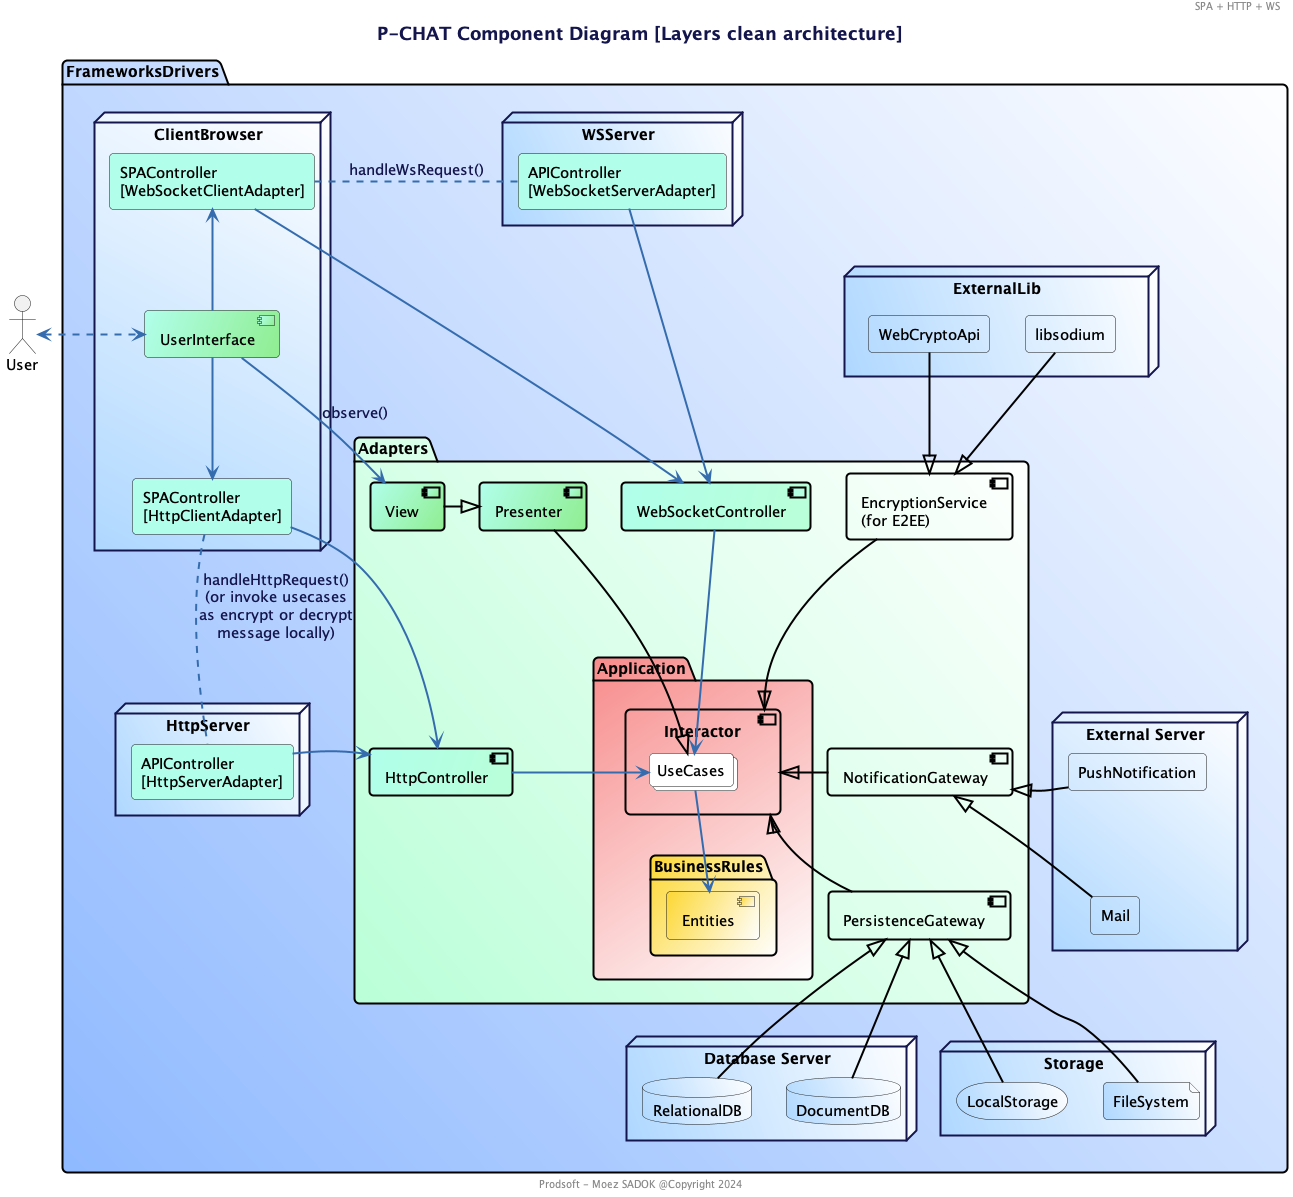 SPA + HTTP + WS
P-CHAT Component Diagram [Layers clean architecture]
FrameworksDrivers
ClientBrowser
SPAController
[WebSocketClientAdapter]
handleWsRequest()
WSServer
APIController
[WebSocketServerAdapter]
ExternalLib
WebCryptoApi
libsodium
User
UserInterface
observe()
SPAController
[HttpClientAdapter]
Adapters
View
Presenter
WebSocketController
EncryptionService
(for E2EE)
handleHttpRequest()
(or invoke usecases
as encrypt or decrypt
message locally)
HttpServer
APIController
[HttpServerAdapter]
HttpController
Application
Interactor
UseCases
NotificationGateway
External Server
PushNotification
Mail
BusinessRules
Entities
PersistenceGateway
Database Server
RelationalDB
DocumentDB
Storage
LocalStorage
FileSystem
Prodsoft - Moez SADOK @Copyright 2024